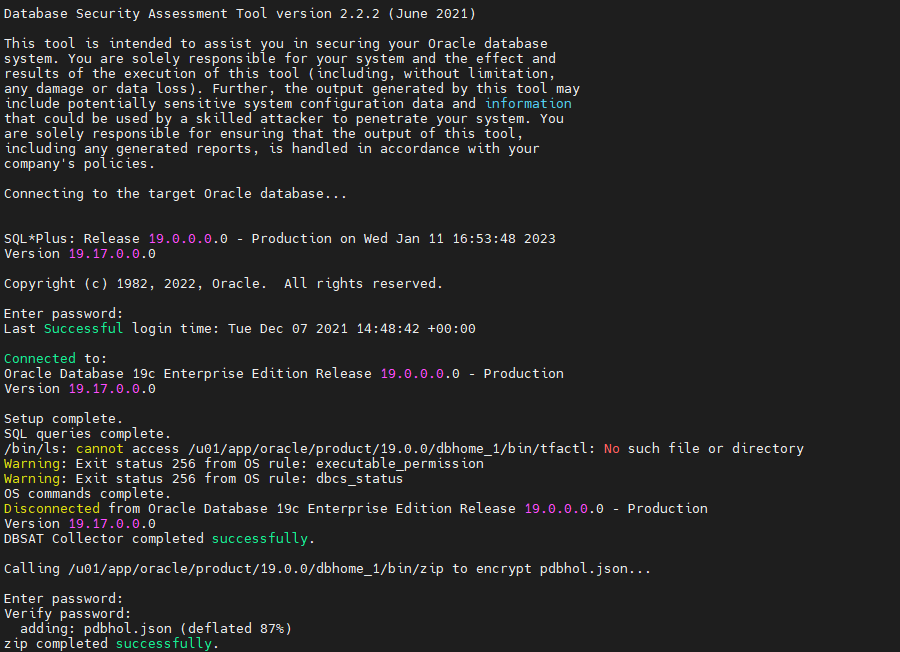 Database Security Assessment Tool version 2.2.2 (June 2021)
This tool is intended to assist you in securing your Oracle database
system. You are solely responsible for your system and the effect and
results of the execution of this tool (including, without limitation,
any damage or data loss). Further, the output generated by this tool may
include potentially sensitive system configuration data and information
that could be used by a skilled attacker to penetrate your system. You
are solely responsible for ensuring that the output of this tool,
including any generated reports, is handled in accordance with your
company's policies.
Connecting to the target Oracle database...
SQL*Plus: Release 19.0.0.0.0 - Production on Wed Jan 11 16:53:48 2023
Version 19.17.0.0.0
Copyright (c) 1982, 2022, Oracle.  All rights reserved.
Enter password:
Last Successful login time: Tue Dec 07 2021 14:48:42 +00:00
Connected to:
Oracle Database 19c Enterprise Edition Release 19.0.0.0.0 - Production
Version 19.17.0.0.0
Setup complete.
SQL queries complete.
/bin/ls: cannot access /u01/app/oracle/product/19.0.0/dbhome_1/bin/tfactl: No such file or directory
Warning: Exit status 256 from OS rule: executable_permission
Warning: Exit status 256 from OS rule: dbcs_status
OS commands complete.
Disconnected from Oracle Database 19c Enterprise Edition Release 19.0.0.0.0 - Production
Version 19.17.0.0.0
DBSAT Collector completed successfully.
Calling /u01/app/oracle/product/19.0.0/dbhome_1/bin/zip to encrypt pdbhol.json...
Enter password:
Verify password:
  adding: pdbhol.json (deflated 87%)
zip completed successfully.